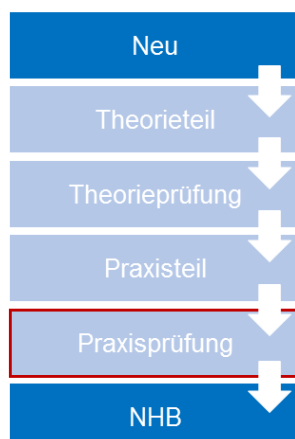 Neu
Theorieteil
Theorieprüfung
Praxisteil
Praxisprüfung
NHB